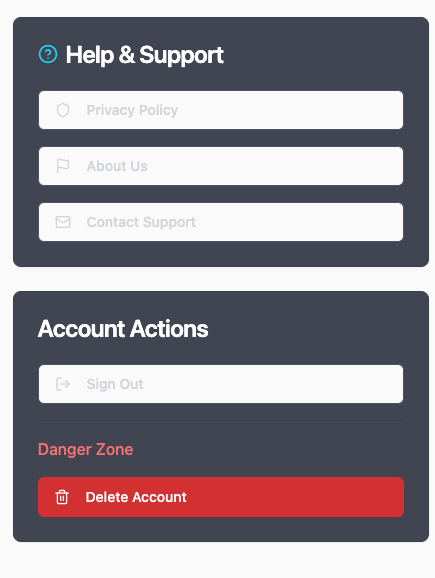 Help & Support
Privacy Policy
About Us
Contact Support
Account Actions
Sign Out
Danger Zone
Delete Account